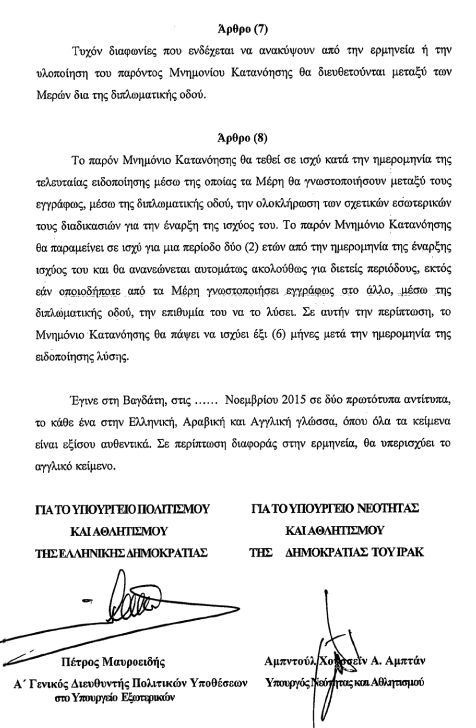 Άρθρο (7)
Τυχόν διαφωνίες που ενδέχεται να ανακύψουν από την ερμηνεία ή την
υλοποίηση του παρόντος Μνημονίου Κατανόησης θα διευθετούνται μεταξύ των
Μερών δια της διπλωματικής οδού.
Άρθρο (8)
Το παρόν Μνημόνιο Κατανόησης θα τεθεί σε ισχύ κατά την ημερομηνία της
τελευταίας ειδοποίησης μέσω της οποίας τα Μέρη θα γνωστοποιήσουν μεταξύ τους
εγγράφως, μέσω της διπλωματικής οδού, την ολοκλήρωση των σχετικών εσωτερικών
τους διαδικασιών για την έναρξη της ισχύος του. Το παρόν Μνημόνιο Κατανόησης
θα παραμείνει σε ισχύ για μια περίοδο δύο (2) ετών από την ημερομηνία της έναρξης
ισχύος του και θα ανανεώνεται αυτομάτως ακολούθως για διετείς περιόδους, εκτός
εάν οποιοδήποτε από τα Μέρη γνωστοποιήσει εγγράφως στο άλλο, μέσω της
διπλωματικής οδού, την επιθυμία του να το λύσει. Σε αυτήν την περίπτωση, το
Μνημόνιο Κατανόησης θα πάψει να ισχύει έξι (6) μήνες μετά την ημερομηνία της
ειδοποίησης λύσης.
Έγινε στη Βαγδάτη, στις ...... Νοεμβρίου 2015 σε δύο πρωτότυπα αντίτυπα,
το κάθε ένα στην Ελληνική, Αραβική και Αγγλική γλώσσα, όπου όλα τα κείμενα
είναι εξίσου αυθεντικά. Σε περίπτωση διαφοράς στην ερμηνεία, θα υπερισχύει το
αγγλικό κείμενο.
ΓΙΑ ΤΟ ΥΠΟΥΡΓΕΙΟ ΠΟΛΙΤΙΣΜΟΥ
ΚΑΙ ΑΘΛΗΤΙΣΜΟΥ
ΤΗΣ ΕΛΛΗΝΙΚΗΣ ΔΗΜΟΚΡΑΤΙΑΣ
ΓΙΑ ΤΟ ΥΠΟΥΡΓΕΙΟ ΝΕΟΤΗΤΑΣ
ΚΑΙ ΑΘΛΗΤΙΣΜΟΥ
ΤΗΣ ΔΗΜΟΚΡΑΤΙΑΣ ΤΟΥ ΙΡΑΚ
Πέτρος Μαυροειδής
Α΄ Γενικός Διευθυντής Πολιτικών Υποθέσεων
στο Υπουργείο Εξωτερικών
Αμπντούλ Χουσσεΐν Α. Αμπτάν
Υπουργός Νεότητας και Αθλητισμού